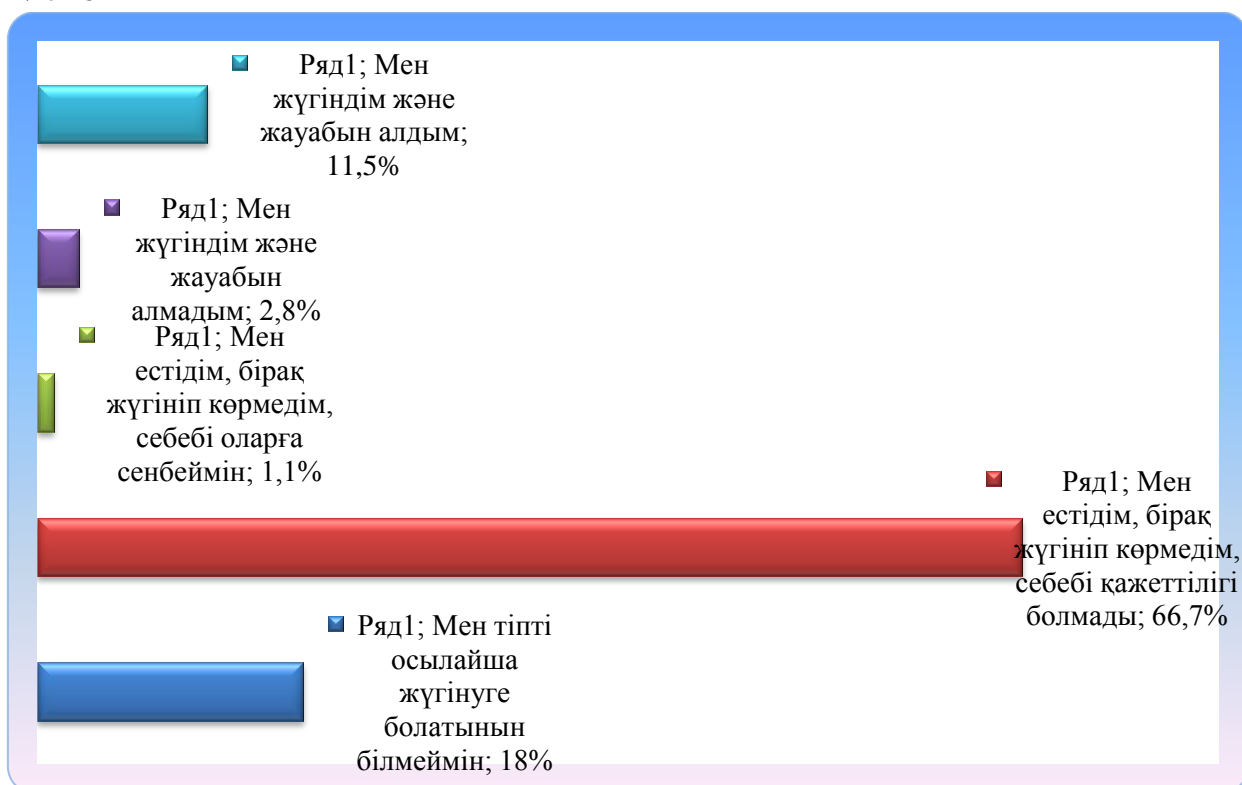 Ряд1; Мен
жүгіндім және
жауабын алдым;
11,5%
Ряд1; Мен
жүгіндім және
жауабын
алмадым; 2,8%
Ряд1; Мен
естідім, бірақ
жүгініп көрмедім,
себебі оларға
сенбеймін; 1,1%
Ряд1; Мен
естідім, бірақ
жүгініп көрмедім,
себебі қажеттілігі
болмады; 66,7%
Ряд1; Мен тіпті
осылайша
жүгінуге
болатынын
білмеймін; 18%